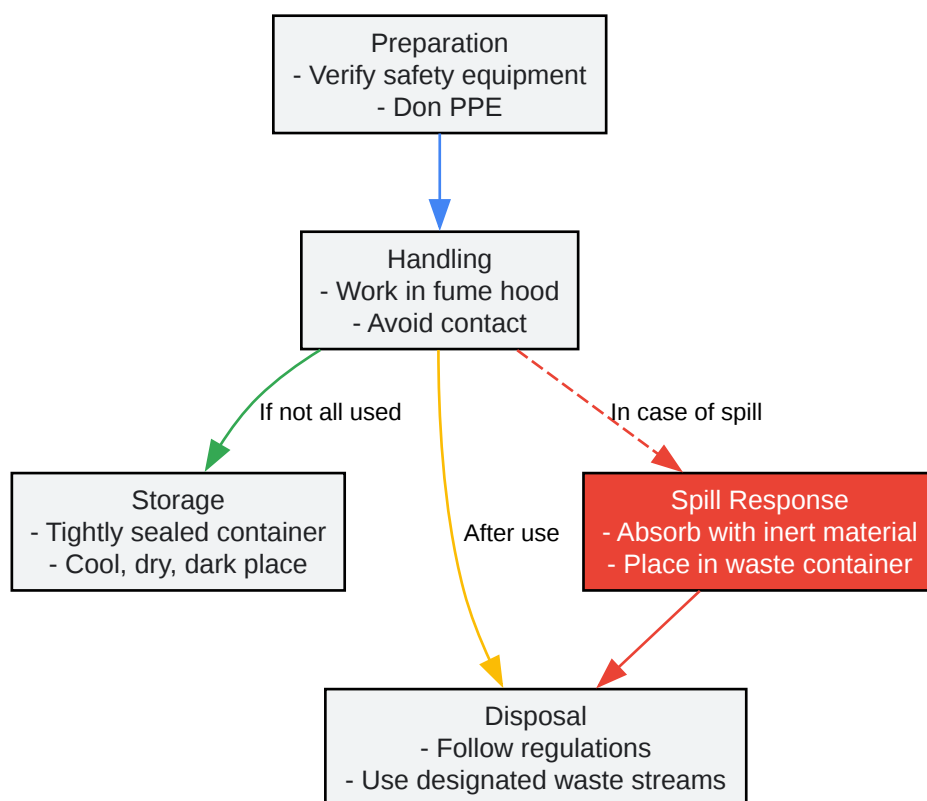 Preparation
- Verify safety equipment
- Don PPE
Handling
- Work in fume hood
- Avoid contact
If not all used
In case of spill
Storage
- Tightly sealed container
- Cool, dry, dark place
After use
Spill Response
- Absorb with inert material
- Place in waste container
Disposal
- Follow regulations
- Use designated waste streams